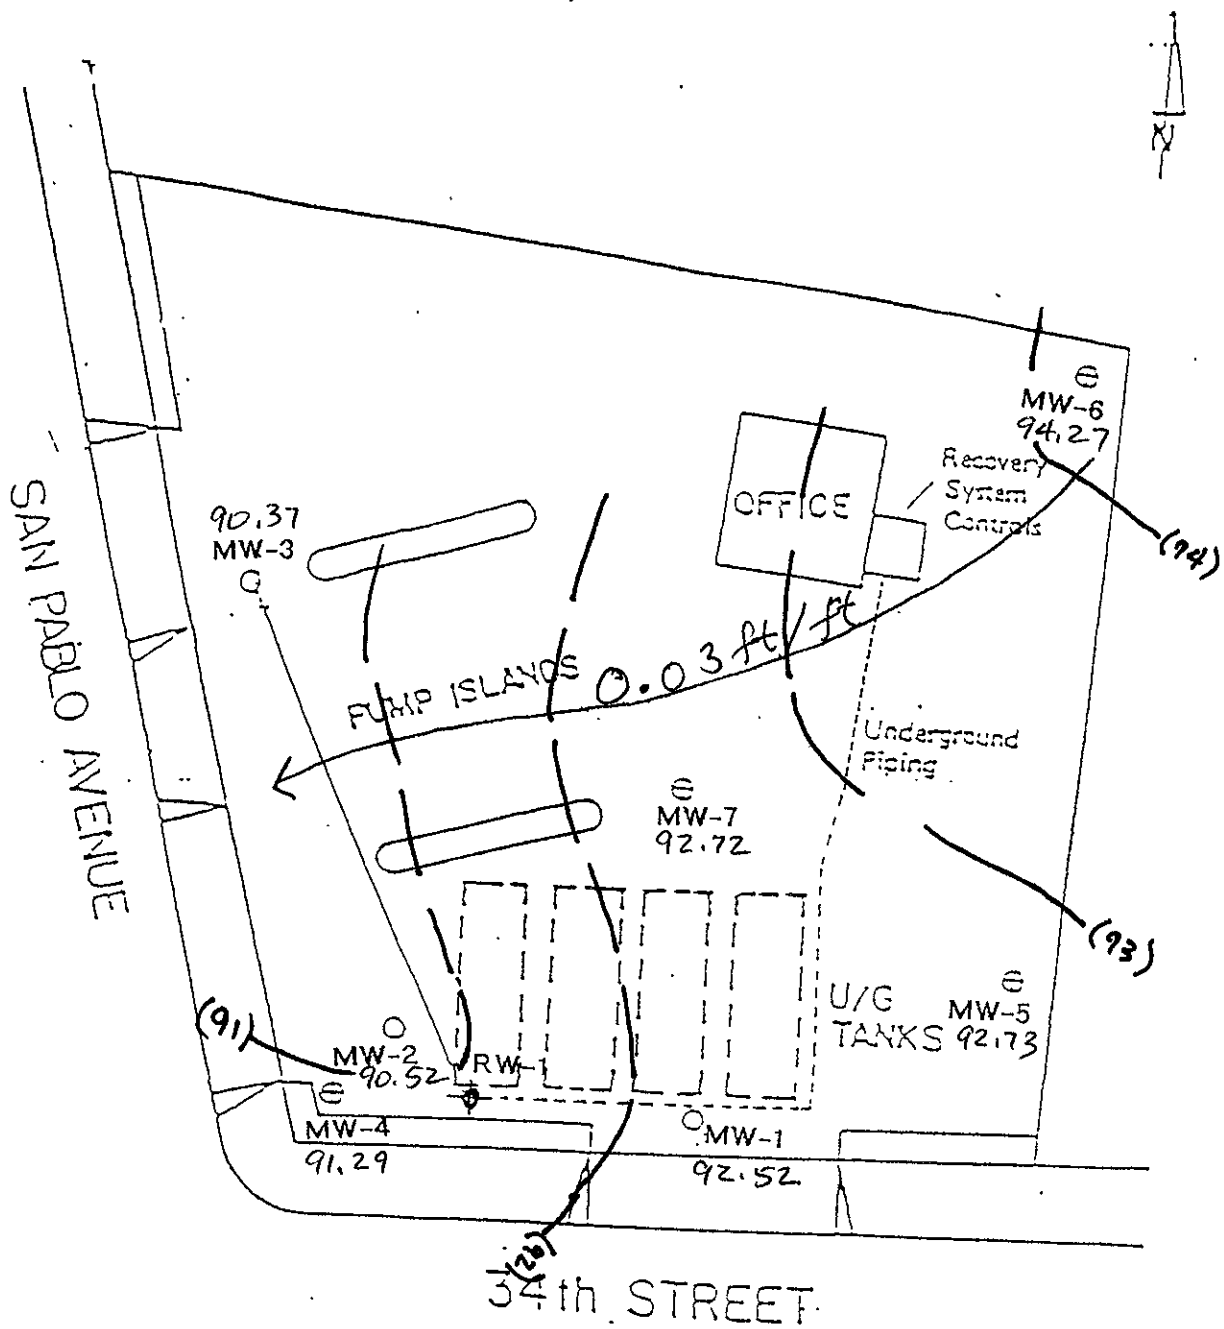 N
MW-6
94.27
Recovery
System
Controls
OFFICE
(94)
90.37
MW-3
SAN PABLO AVENUE
PUMP ISLANDS
0.03 ft/ft
Underground
Piping
MW-7
92.72
(93)
U/G
TANKS
MW-5
92.73
(91)
MW-2
90.52
RW-1
MW-4
91.29
MW-1
92.52
34th STREET